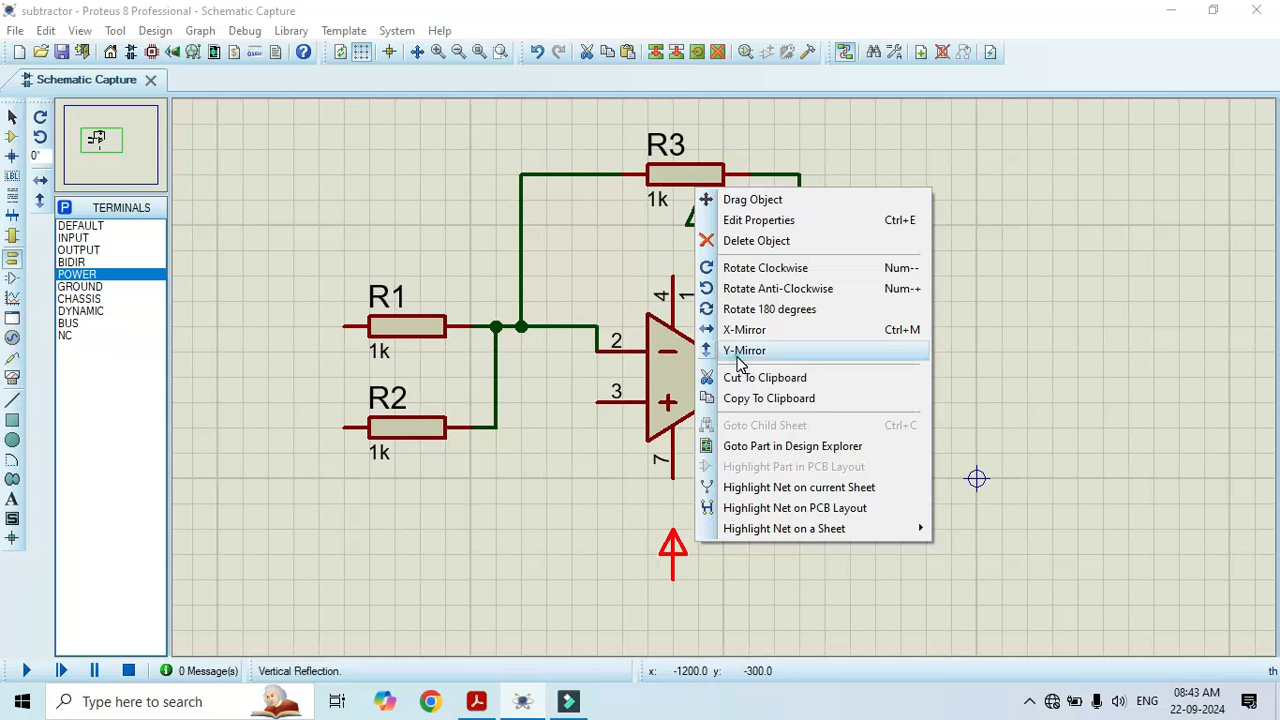 subtractor - Proteus 8 Professional - Schematic Capture
File Edit View Tool Design Graph Debug Library Template System Help
Schematic Capture
LBL
0°
P TERMINALS
DEFAULT
INPUT
OUTPUT
BIDIR
POWER
GROUND
CHASSIS
DYNAMIC
BUS
NC
A
S
R3
1k
R1
1k
R2
1k
4
1
2
3
7
Drag Object
Edit Properties Ctrl+E
Delete Object
Rotate Clockwise Num--
Rotate Anti-Clockwise Num-+
Rotate 180 degrees
X-Mirror Ctrl+M
Y-Mirror
Cut To Clipboard
Copy To Clipboard
Goto Child Sheet Ctrl+C
Goto Part in Design Explorer
Highlight Part in PCB Layout
Highlight Net on current Sheet
Highlight Net on PCB Layout
Highlight Net on a Sheet
0 Message(s) Vertical Reflection. x: -1200.0 y: -300.0 th
Type here to search
ENG
08:43 AM
22-09-2024